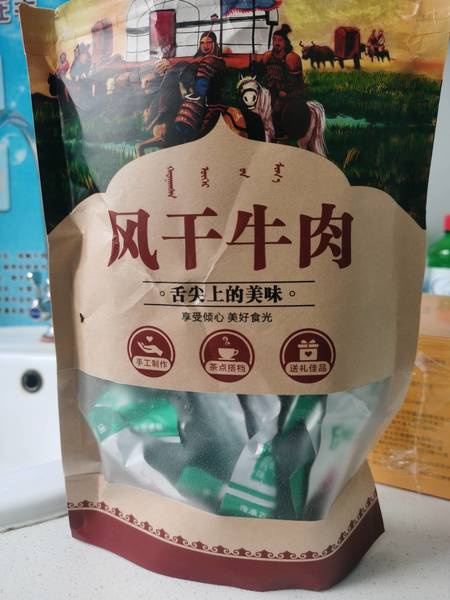 风干牛肉
舌尖上的美味
享受倾心 美好食光
手工制作
茶点搭档
送礼佳品